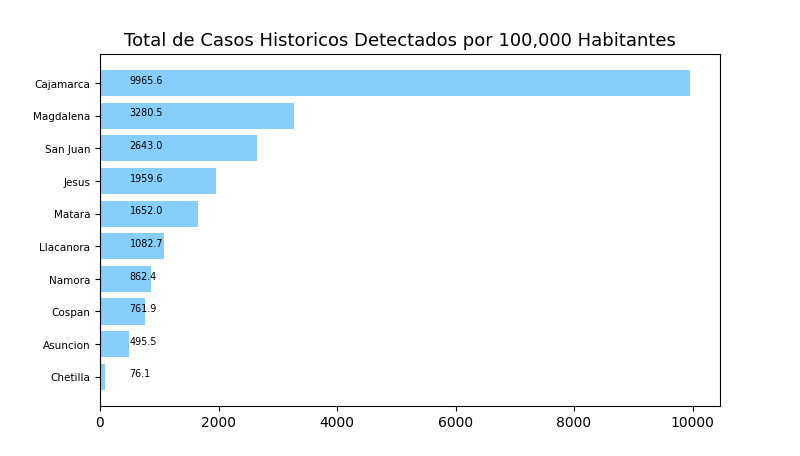 Total de Casos Historicos Detectados por 100,000 Habitantes
Cajamarca 9965.6
Magdalena 3280.5
San Juan 2643.0
Jesus 1959.6
Matara 1652.0
Llacanora 1082.7
Namora 862.4
Cospan 761.9
Asuncion 495.5
Chetilla 76.1
0 2000 4000 6000 8000 10000